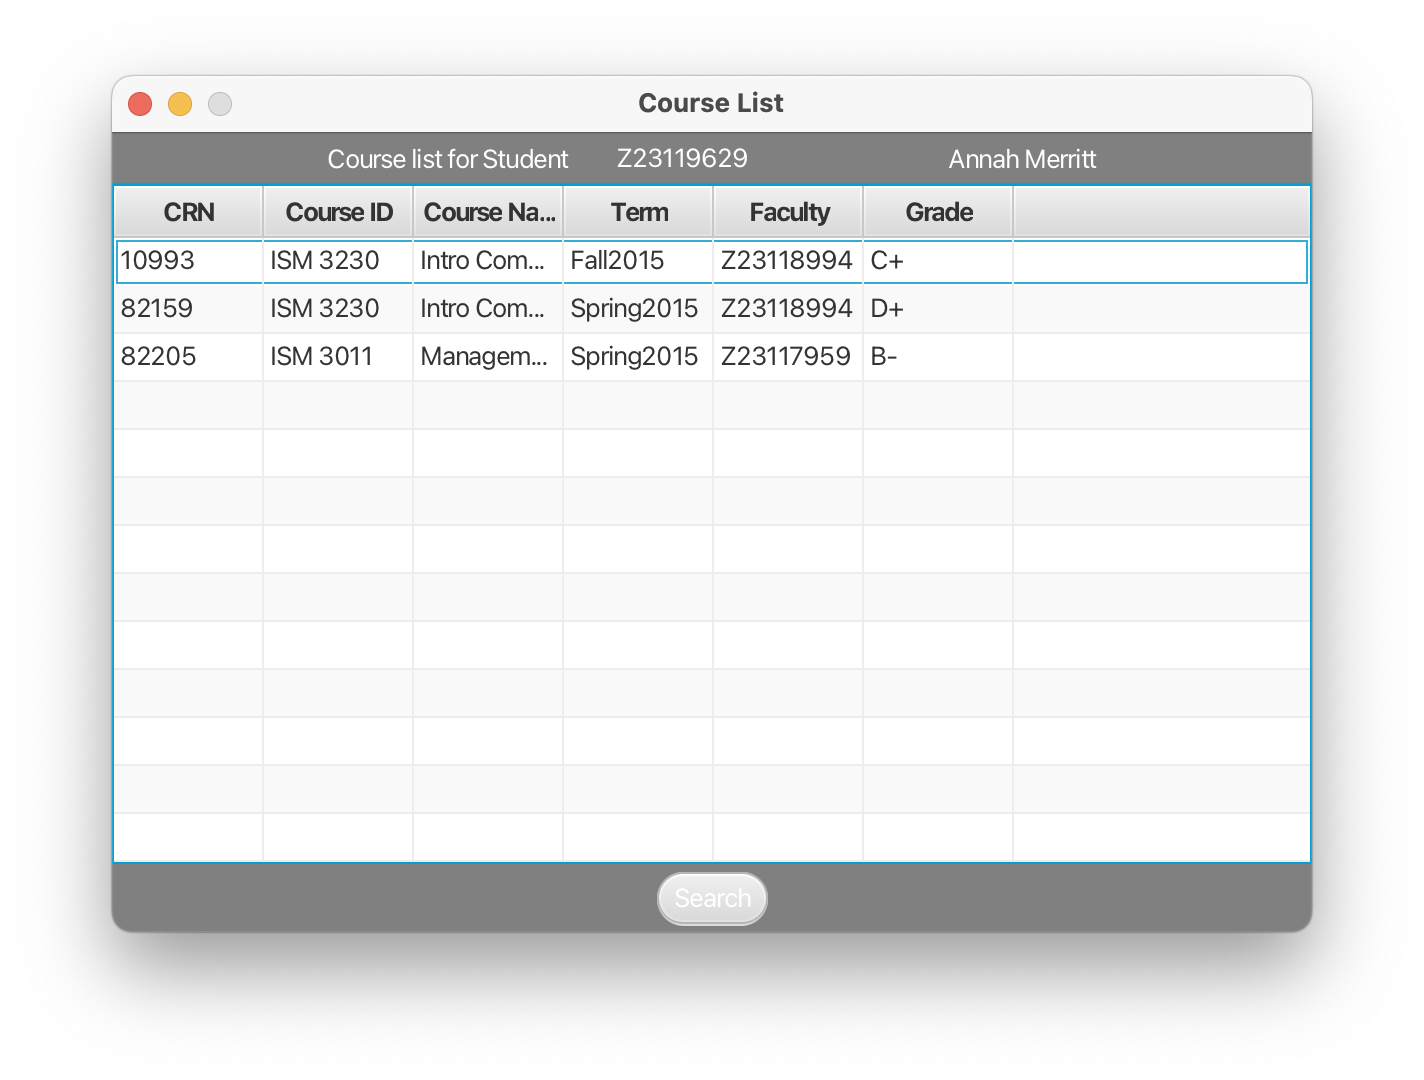 Course List
Course list for Student Z23119629 Annah Merritt
CRN Course ID Course Na... Term Faculty Grade
10993 ISM 3230 Intro Com... Fall2015 Z23118994 C+
82159 ISM 3230 Intro Com... Spring2015 Z23118994 D+
82205 ISM 3011 Managem... Spring2015 Z23117959 B-
Search